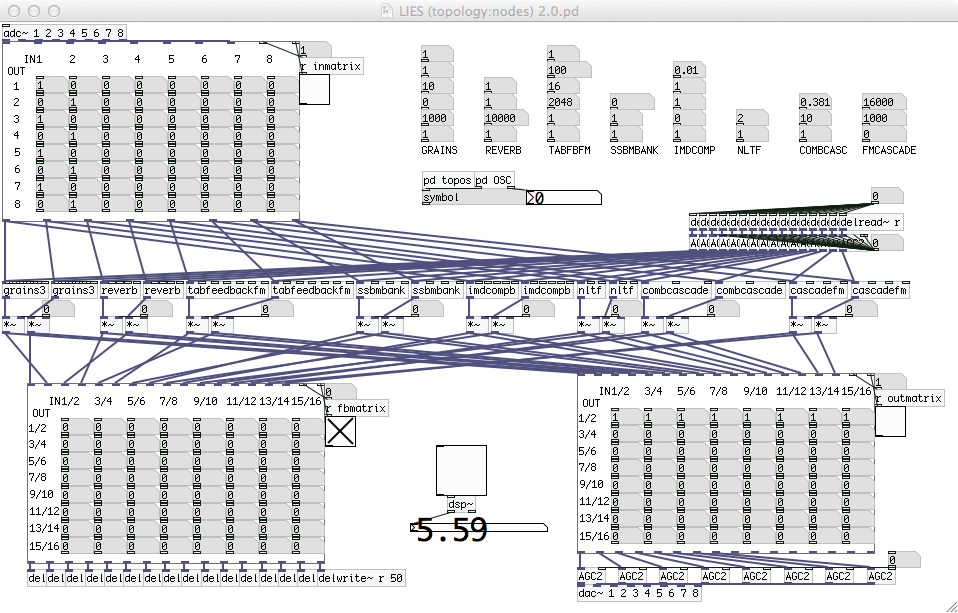 LIES (topology:nodes) 2.0.pd
adc~ 1 2 3 4 5 6 7 8
1
r inmatrix
IN1 2 3 4 5 6 7 8
OUT
1 1 0 0 0 0 0 0 0
2 0 1 0 0 0 0 0 0
3 1 0 0 0 0 0 0 0
4 0 1 0 0 0 0 0 0
5 1 0 0 0 0 0 0 0
6 0 1 0 0 0 0 0 0
7 1 0 0 0 0 0 0 0
8 0 1 0 0 0 0 0 0
1 1
1 100 0.01
10 1 16 1
0 1 2048 0 1 0.381 16000
1000 10000 1 1 0 2 10 1000
1 1 1 1 1 1 1 0
GRAINS REVERB TABFBFM SSBMBANK IMDCOMP NLTF COMBCASC FMCASCADE
pd topos pd OSC
symbol 0
0
delread~ r
0
grains3 grains3 reverb reverb tabfeedbackfm tabfeedbackfm ssbmbank ssbmbank imdcompb imdcompb nltf nltf combcascade combcascade cascadefm cascadefm
0 0 0 0 0 0 0 0
*~ *~ *~ *~ *~ *~ *~ *~ *~ *~ *~ *~ *~ *~ *~ *~
0
r fbmatrix
IN1/2 3/4 5/6 7/8 9/10 11/12 13/14 15/16
OUT
1/2 0 0 0 0 0 0 0 0
3/4 0 0 0 0 0 0 0 0
5/6 0 0 0 0 0 0 0 0
7/8 0 0 0 0 0 0 0 0
9/10 0 0 0 0 0 0 0 0
11/12 0 0 0 0 0 0 0 0
13/14 0 0 0 0 0 0 0 0
15/16 0 0 0 0 0 0 0 0
del del del del del del del del del del del del del del del delwrite~ r 50
dsp~
5.59
1
r outmatrix
IN1/2 3/4 5/6 7/8 9/10 11/12 13/14 15/16
OUT
1/2 1 1 1 1 1 1 1 1
3/4 0 0 0 0 0 0 0 0
5/6 0 0 0 0 0 0 0 0
7/8 0 0 0 0 0 0 0 0
9/10 0 0 0 0 0 0 0 0
11/12 0 0 0 0 0 0 0 0
13/14 0 0 0 0 0 0 0 0
15/16 0 0 0 0 0 0 0 0
0
AGC2 AGC2 AGC2 AGC2 AGC2 AGC2 AGC2 AGC2
dac~ 1 2 3 4 5 6 7 8